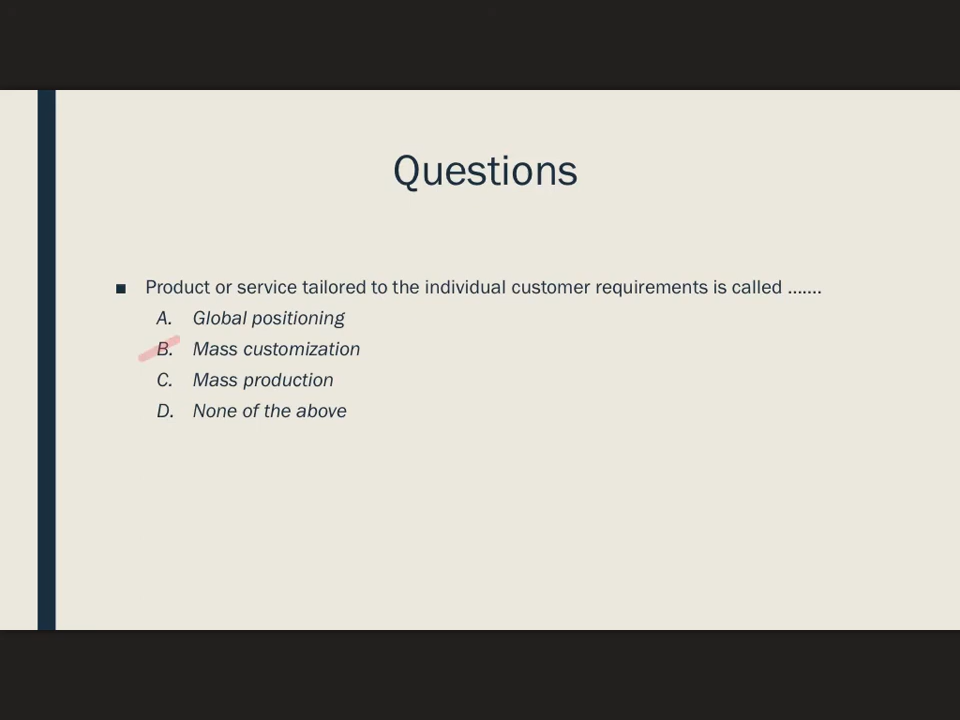 Questions
■ Product or service tailored to the individual customer requirements is called .......
A. Global positioning
B. Mass customization
C. Mass production
D. None of the above